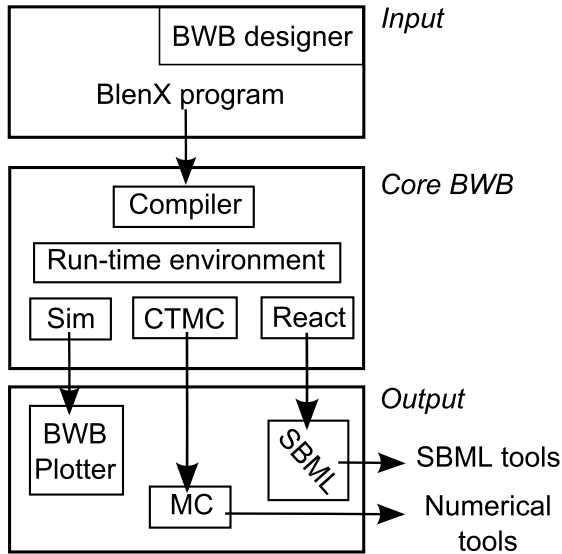 BWB designer
Input
BlenX program
Core BWB
Compiler
Run-time environment
Sim
CTMC
React
Output
BWB
Plotter
SBML
SBML tools
MC
Numerical
tools